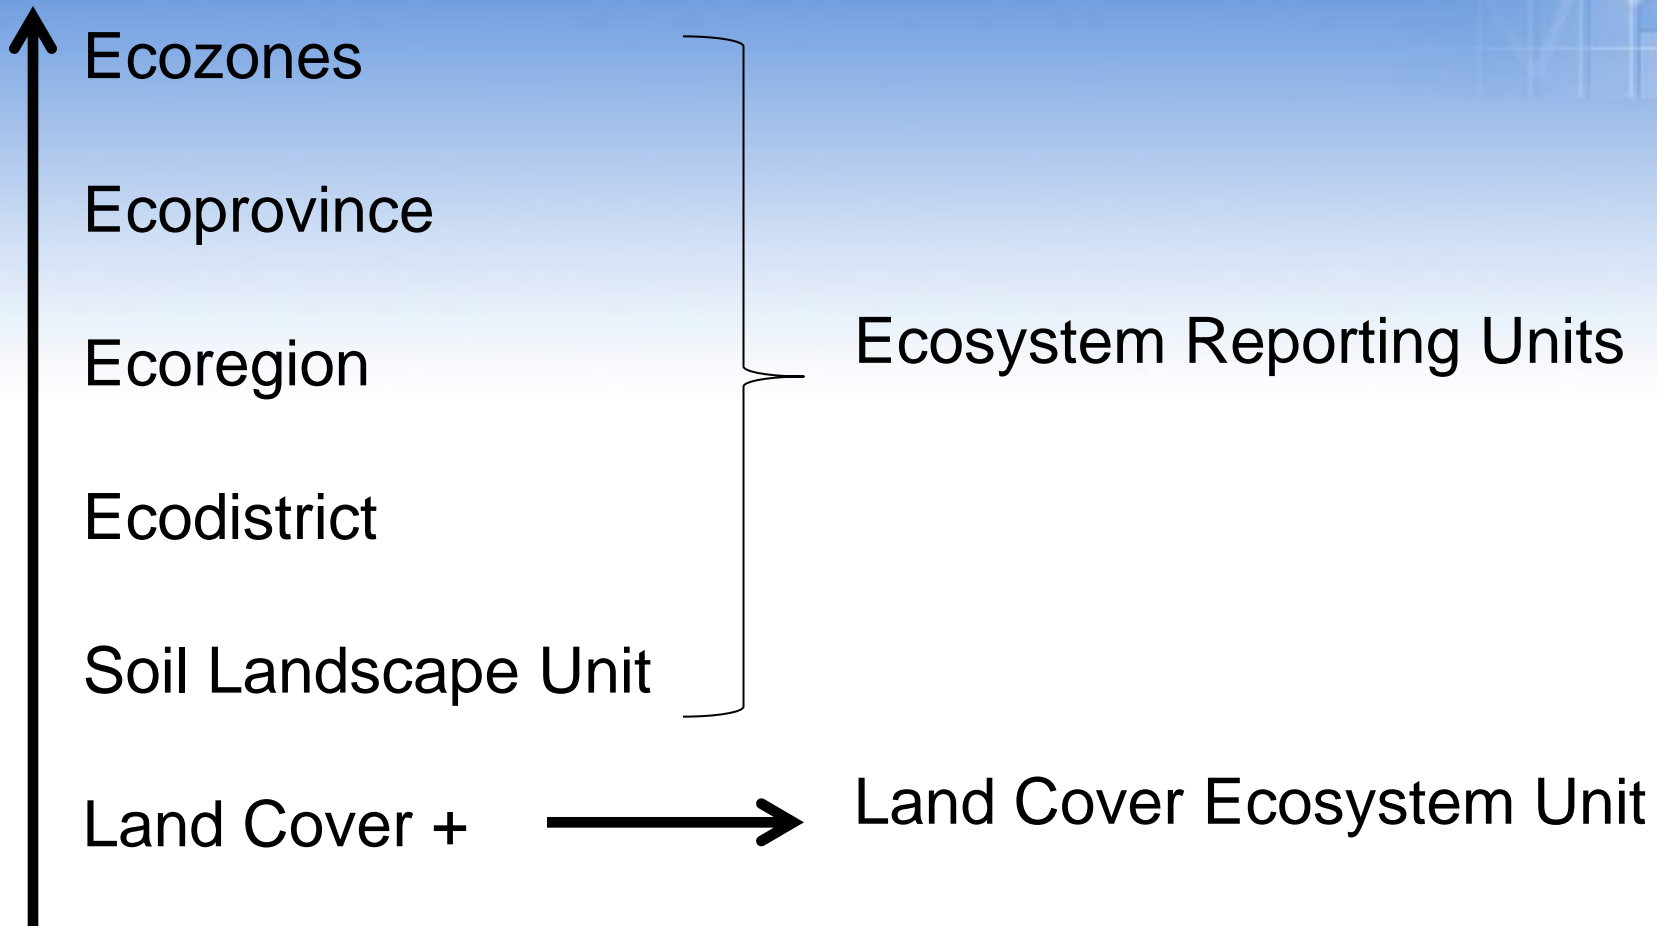 Ecozones
Ecoprovince
Ecoregion
Ecodistrict
Soil Landscape Unit
Land Cover +
Ecosystem Reporting Units
Land Cover Ecosystem Unit